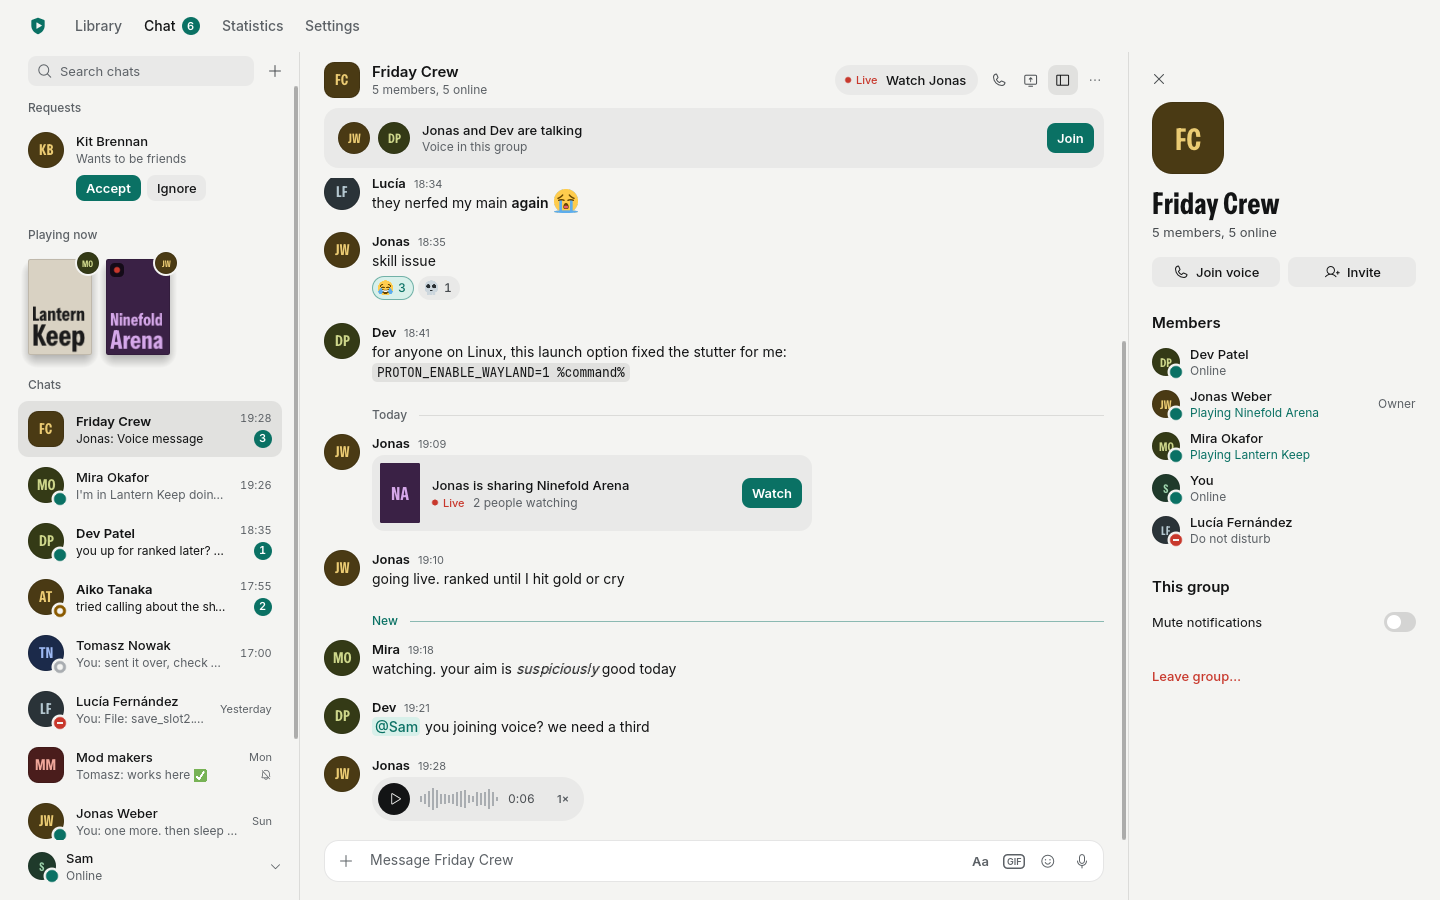 Library Chat 6 Statistics Settings
Search chats
Requests
KB
Kit Brennan
Wants to be friends
Accept Ignore
Playing now
MO
Lantern
Keep
JW
Ninefold
Arena
Chats
FC
Friday Crew 19:28
Jonas: Voice message 3
MO
Mira Okafor 19:26
I'm in Lantern Keep doin...
DP
Dev Patel 18:35
you up for ranked later? ... 1
AT
Aiko Tanaka 17:55
tried calling about the sh... 2
TN
Tomasz Nowak 17:00
You: sent it over, check ...
LF
Lucía Fernández Yesterday
You: File: save_slot2....
MM
Mod makers Mon
Tomasz: works here ✅
JW
Jonas Weber Sun
You: one more. then sleep ...
S
Sam
Online
FC
Friday Crew
5 members, 5 online
Live Watch Jonas
JW DP
Jonas and Dev are talking
Voice in this group
Join
LF
Lucía 18:34
they nerfed my main again 😭
JW
Jonas 18:35
skill issue
😂 3 💀 1
DP
Dev 18:41
for anyone on Linux, this launch option fixed the stutter for me:
PROTON_ENABLE_WAYLAND=1 %command%
Today
JW
Jonas 19:09
NA
Jonas is sharing Ninefold Arena
Live 2 people watching
Watch
JW
Jonas 19:10
going live. ranked until I hit gold or cry
New
MO
Mira 19:18
watching. your aim is suspiciously good today
DP
Dev 19:21
@Sam you joining voice? we need a third
JW
Jonas 19:28
0:06 1×
Message Friday Crew Aa GIF
FC
Friday Crew
5 members, 5 online
Join voice Invite
Members
DP
Dev Patel
Online
JW
Jonas Weber Owner
Playing Ninefold Arena
MO
Mira Okafor
Playing Lantern Keep
S
You
Online
LF
Lucía Fernández
Do not disturb
This group
Mute notifications
Leave group...